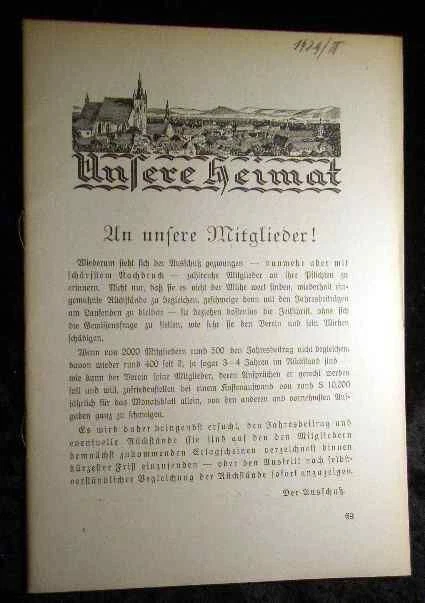 1934/III
Unsere Heimat
An unsere Mitglieder!
Wiederum sieht sich der Ausschuß gezwungen — nunmehr aber mit
schärfstem Nachdruck — zahlreiche Mitglieder an ihre Pflichten zu
erinnern. Nicht nur, daß sie es nicht der Mühe wert finden, wiederholt ein-
gemahnte Rückstände zu begleichen, geschweige denn mit den Jahresbeiträgen
am Laufenden zu bleiben — sie beziehen kostenlos die Zeitschrift, ohne sich
die Gewissensfrage zu stellen, wie sehr sie den Verein und sein Wirken
schädigen.
Wenn von 2000 Mitgliedern rund 500 den Jahresbeitrag nicht begleichen,
davon wieder rund 400 seit 2, ja sogar 3—4 Jahren im Rückstand sind —
wie kann der Verein seine Mitglieder, deren Ansprüchen er gerecht werden
soll und will, zufriedenstellen bei einem Kostenaufwand von rund S 10.000
jährlich für das Monatsblatt allein, von den anderen und vornehmsten Auf-
gaben ganz zu schweigen.
Es wird daher dringendst ersucht, den Jahresbeitrag und
eventuelle Rückstände (sie sind auf den den Mitgliedern
demnächst zukommenden Erlagscheinen verzeichnet) binnen
kürzester Frist einzusenden — oder den Austritt nach selbst-
verständlicher Begleichung der Rückstände sofort anzuzeigen.
Der Ausschuß.
69